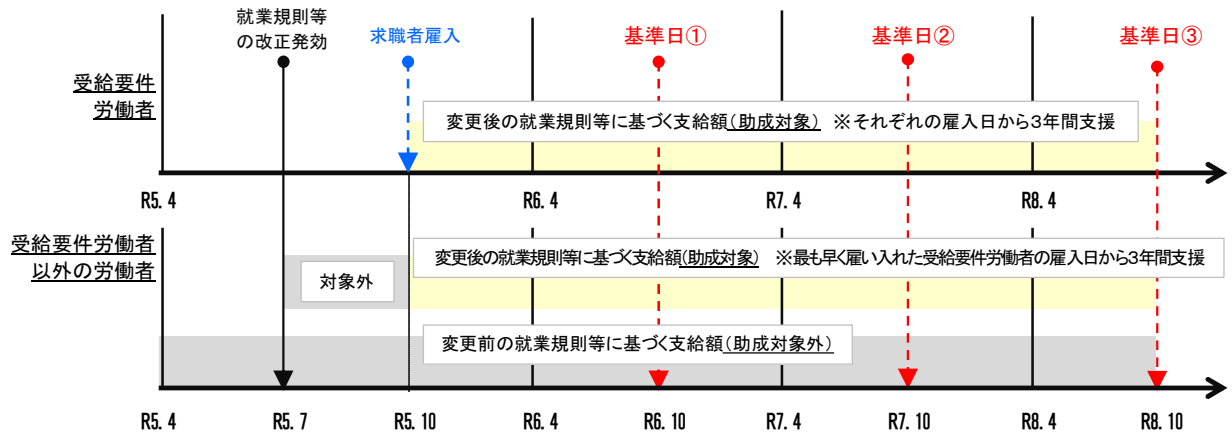 就業規則等
の改正発効
求職者雇入
基準日①
基準日②
基準日③
受給要件
労働者
変更後の就業規則等に基づく支給額(助成対象) ※それぞれの雇入日から3年間支援
R5.4
R6.4
R7.4
R8.4
受給要件労働者
以外の労働者
変更後の就業規則等に基づく支給額(助成対象) ※最も早く雇い入れた受給要件労働者の雇入日から3年間支援
対象外
変更前の就業規則等に基づく支給額(助成対象外)
R5.4
R5.7
R5.10
R6.4
R6.10
R7.4
R7.10
R8.4
R8.10